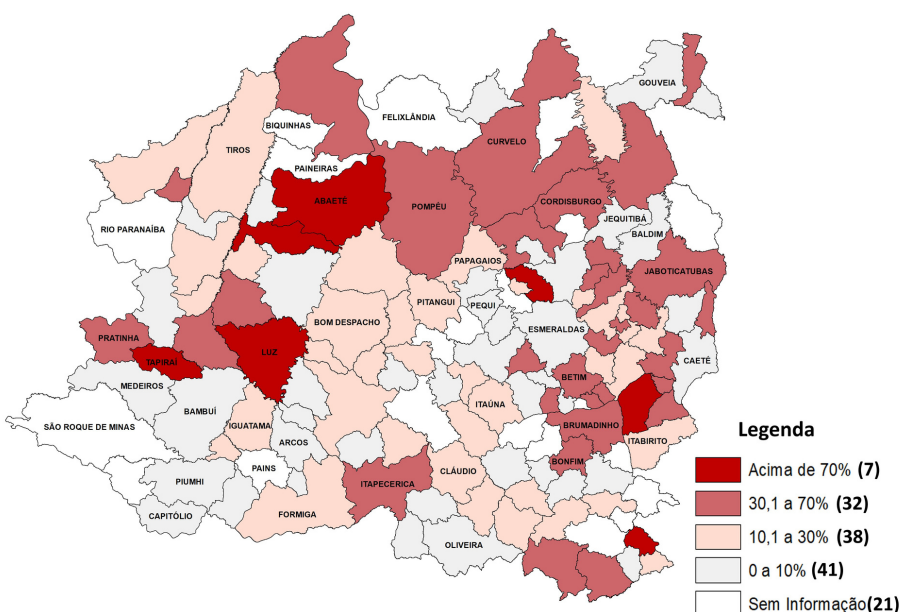 GOUVEIA
FELIXLÂNDIA
BIQUINHAS
CURVELO
TIROS
PAINEIRAS
ABAETÉ
POMPÉU
CORDISBURGO
JEQUITIBÁ
RIO PARANAÍBA
BALDIM
PAPAGAIOS
JABOTICATUBAS
PITANGUI
PEQUI
BOM DESPACHO
ESMERALDAS
PRATINHA
LUZ
TAPIRAÍ
CAETÉ
BETIM
MEDEIROS
ITAÚNA
BAMBUÍ
SÃO ROQUE DE MINAS
IGUATAMA
BRUMADINHO
ARCOS
ITABIRITO
BONFIM
PAINS
CLÁUDIO
PIUMHI
ITAPECERICA
FORMIGA
CAPITÓLIO
OLIVEIRA
Legenda
Acima de 70% (7)
30,1 a 70% (32)
10,1 a 30% (38)
0 a 10% (41)
Sem Informação(21)